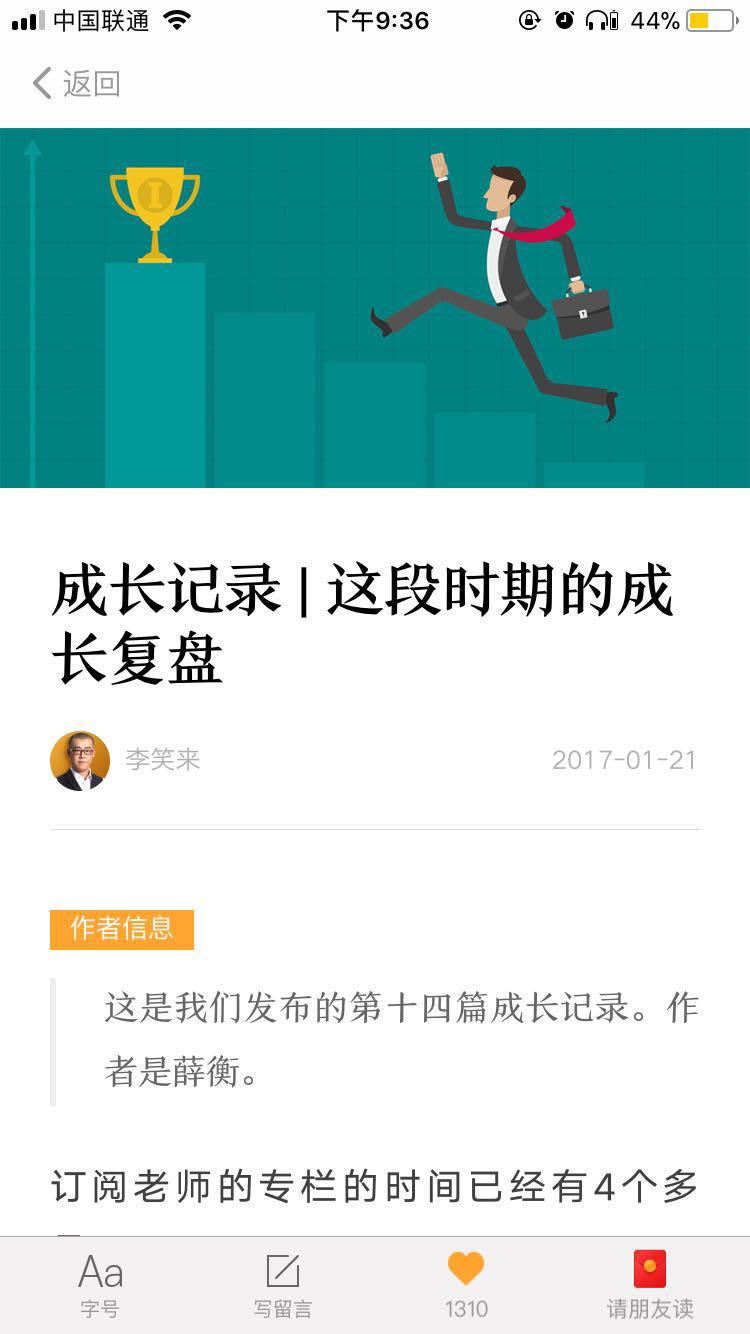 中国联通 下午9:36 44%
返回
成长记录 | 这段时期的成
长复盘
李笑来 2017-01-21
作者信息
这是我们发布的第十四篇成长记录。作
者是薛衡。
订阅老师的专栏的时间已经有4个多
Aa
字号 写留言 1310 请朋友读